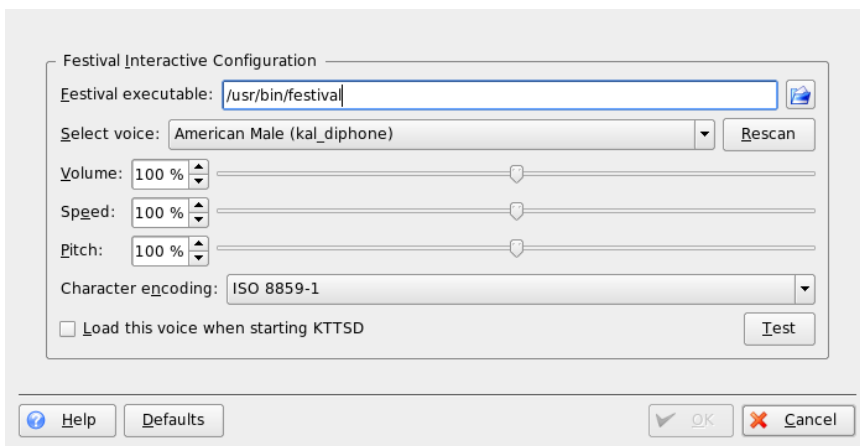 Festival Interactive Configuration
Festival executable: /usr/bin/festival
Select voice: American Male (kal_diphone) Rescan
Volume: 100 %
Speed: 100 %
Pitch: 100 %
Character encoding: ISO 8859-1
Load this voice when starting KTTSD Test
Help Defaults OK Cancel